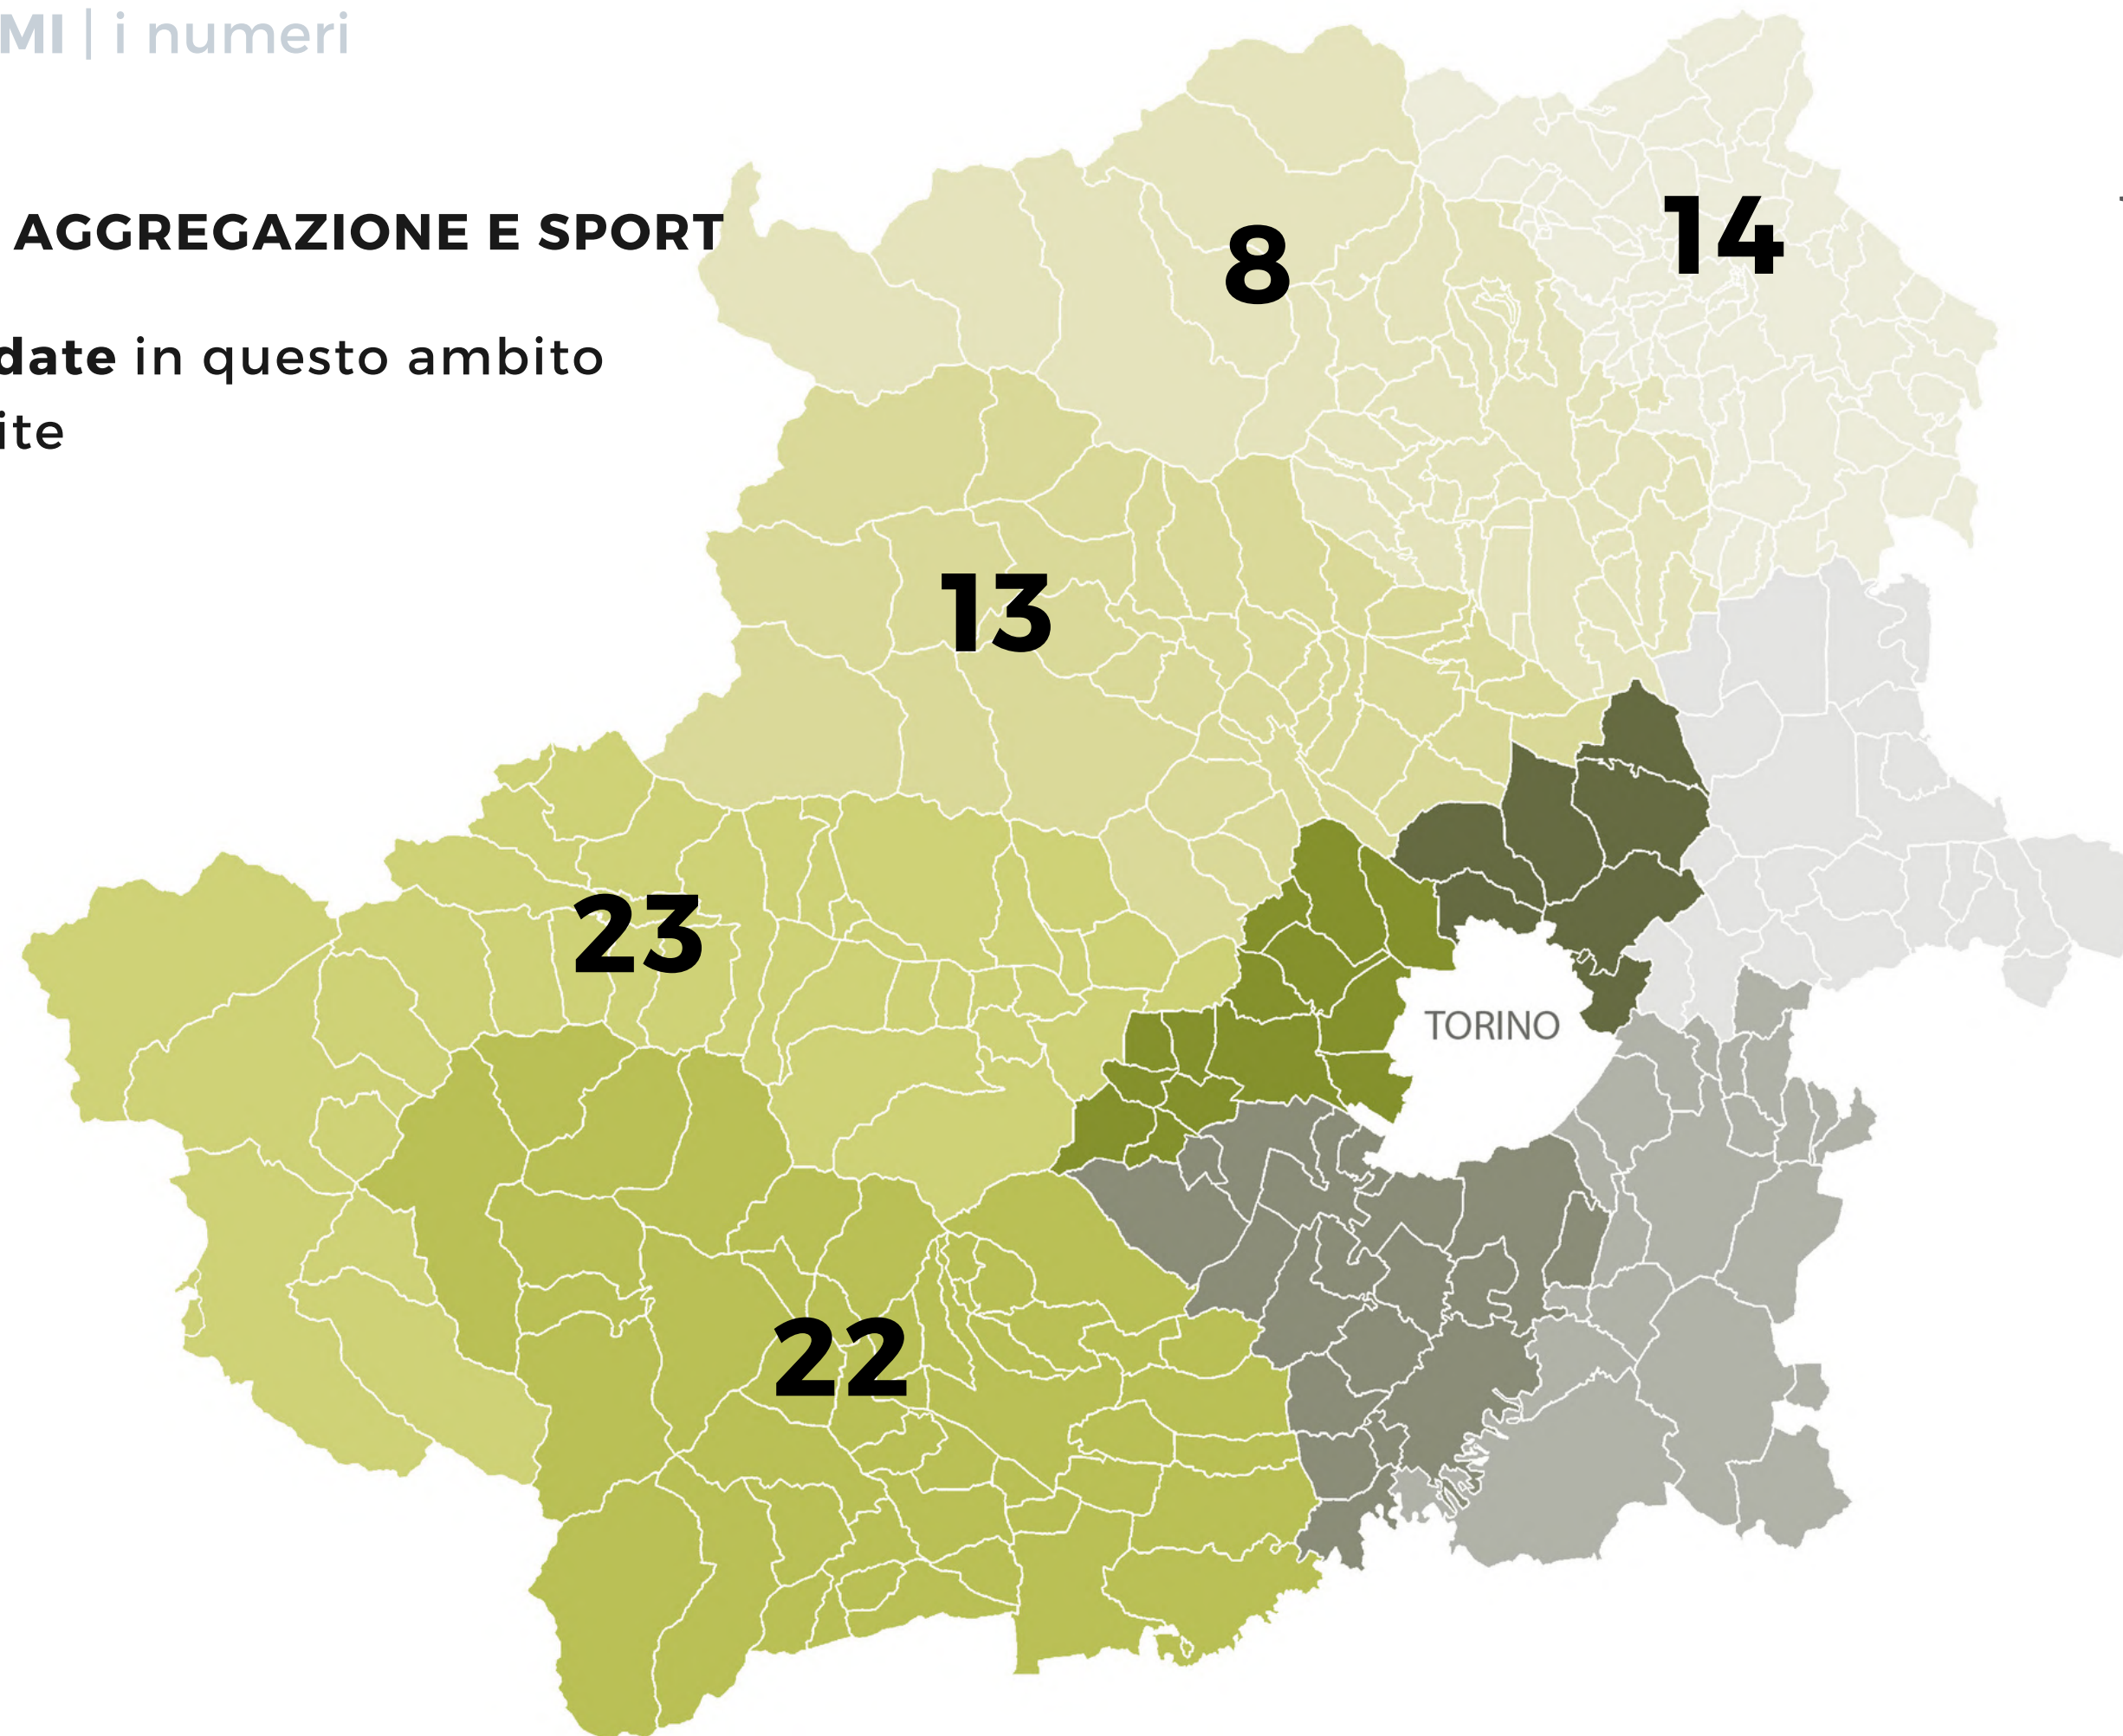 MI | i numeri
AGGREGAZIONE E SPORT
date in questo ambito
ite
8
14
13
23
TORINO
22